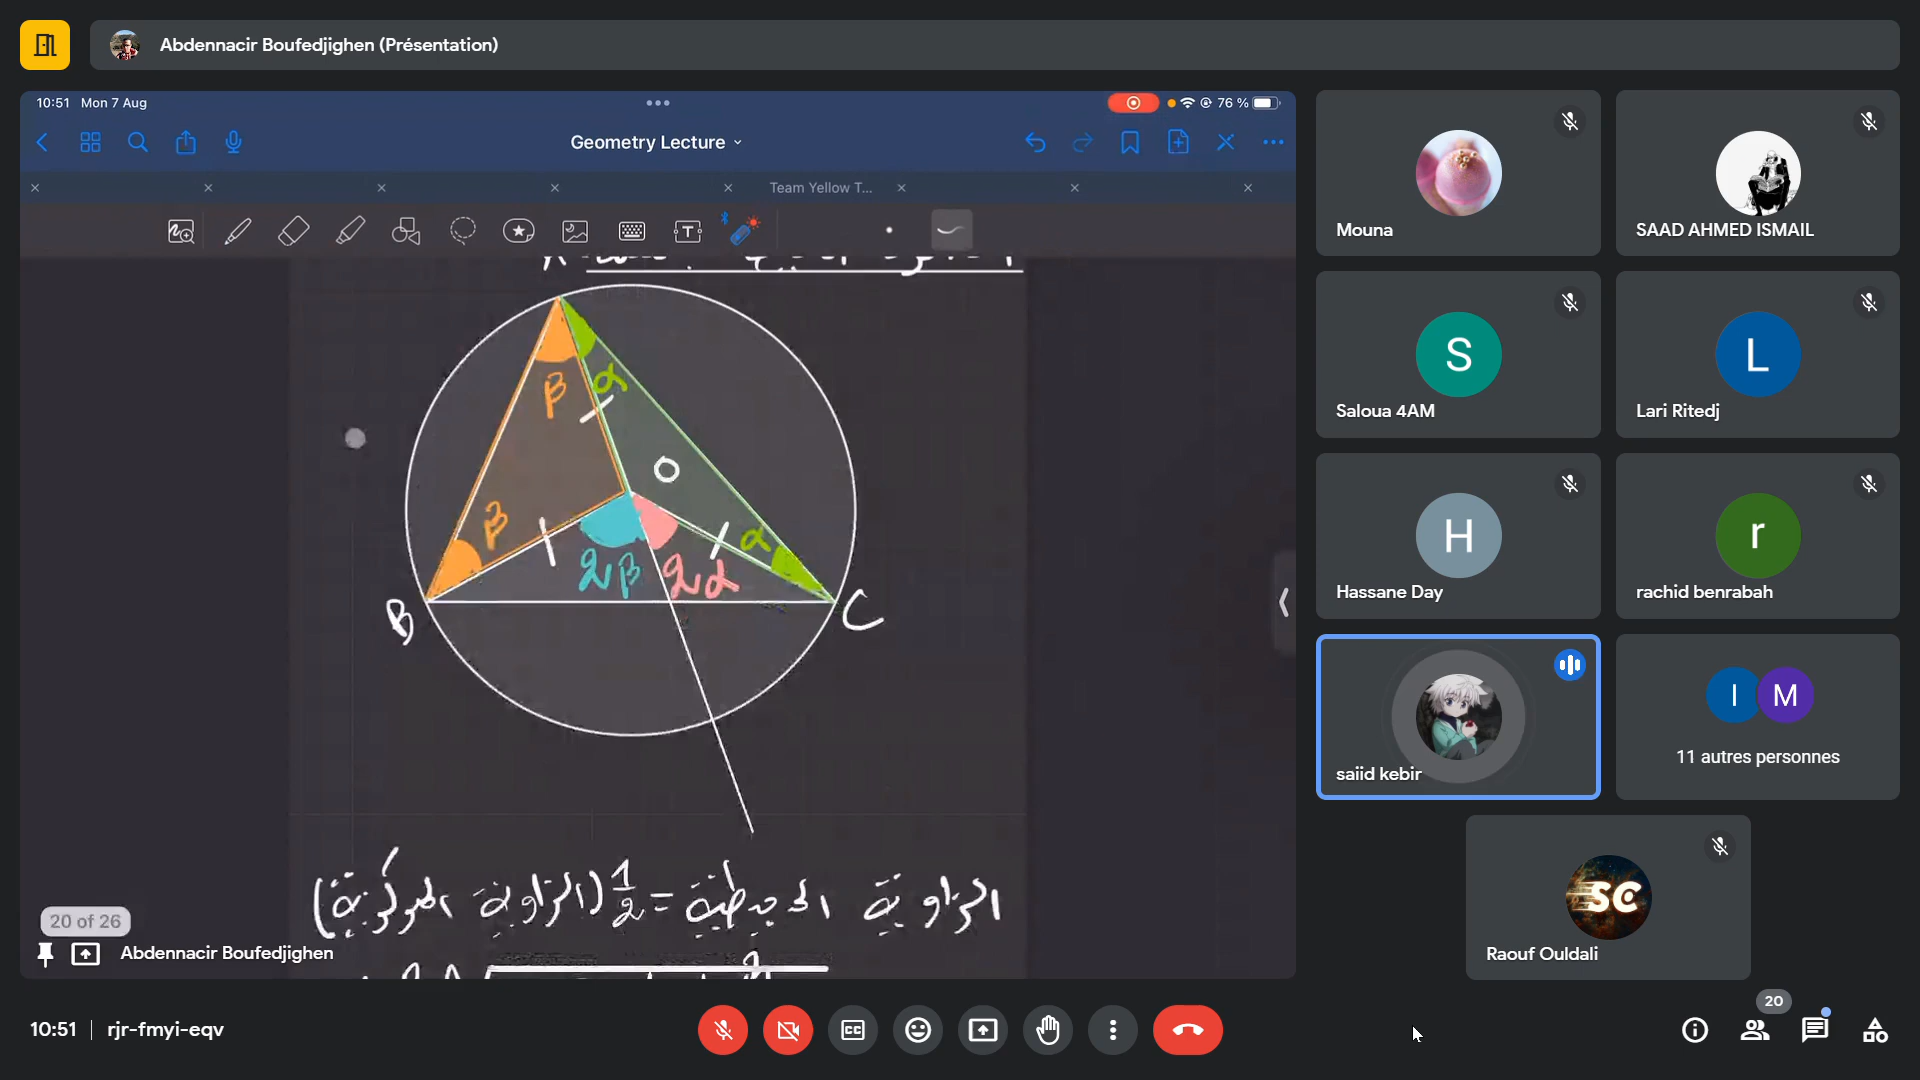 Abdennacir Boufedjighen (Présentation)
10:51 Mon 7 Aug
76 %
Geometry Lecture
Team Yellow T...
β
α
O
β
α
2β
2α
B
C
الزاوية المحيطية = 1/2 (الزاوية المركزية)
20 of 26
Abdennacir Boufedjighen
Mouna
SAAD AHMED ISMAIL
S
Saloua 4AM
L
Lari Ritedj
H
Hassane Day
r
rachid benrabah
saiid kebir
I
M
11 autres personnes
SC
Raouf Ouldali
10:51 | rjr-fmyi-eqv
CC
20